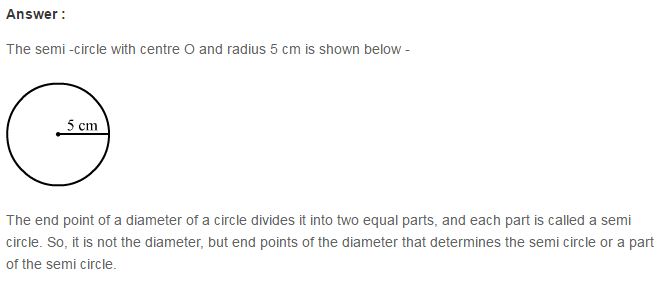 Answer :
The semi -circle with centre O and radius 5 cm is shown below -
5 cm
The end point of a diameter of a circle divides it into two equal parts, and each part is called a semi
circle. So, it is not the diameter, but end points of the diameter that determines the semi circle or a part
of the semi circle.